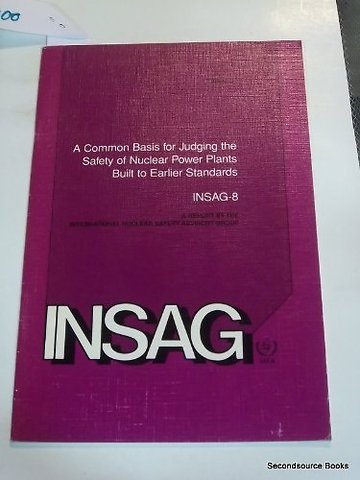 00
A Common Basis for Judging the
Safety of Nuclear Power Plants
Built to Earlier Standards
INSAG-8
A REPORT BY THE
INTERNATIONAL NUCLEAR SAFETY ADVISORY GROUP
INSAG
IAEA
Secondsource Books